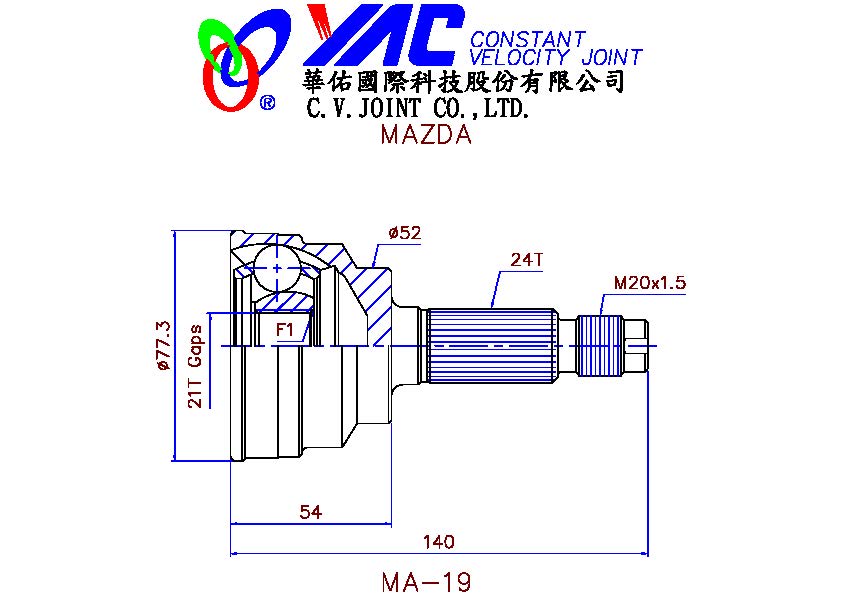 YAC CONSTANT
VELOCITY JOINT
®
華佑國際科技股份有限公司
C.V.JOINT CO.,LTD.
MAZDA
ø52
24T
M20x1.5
F1
ø77.3
21T Gaps
54
140
MA-19